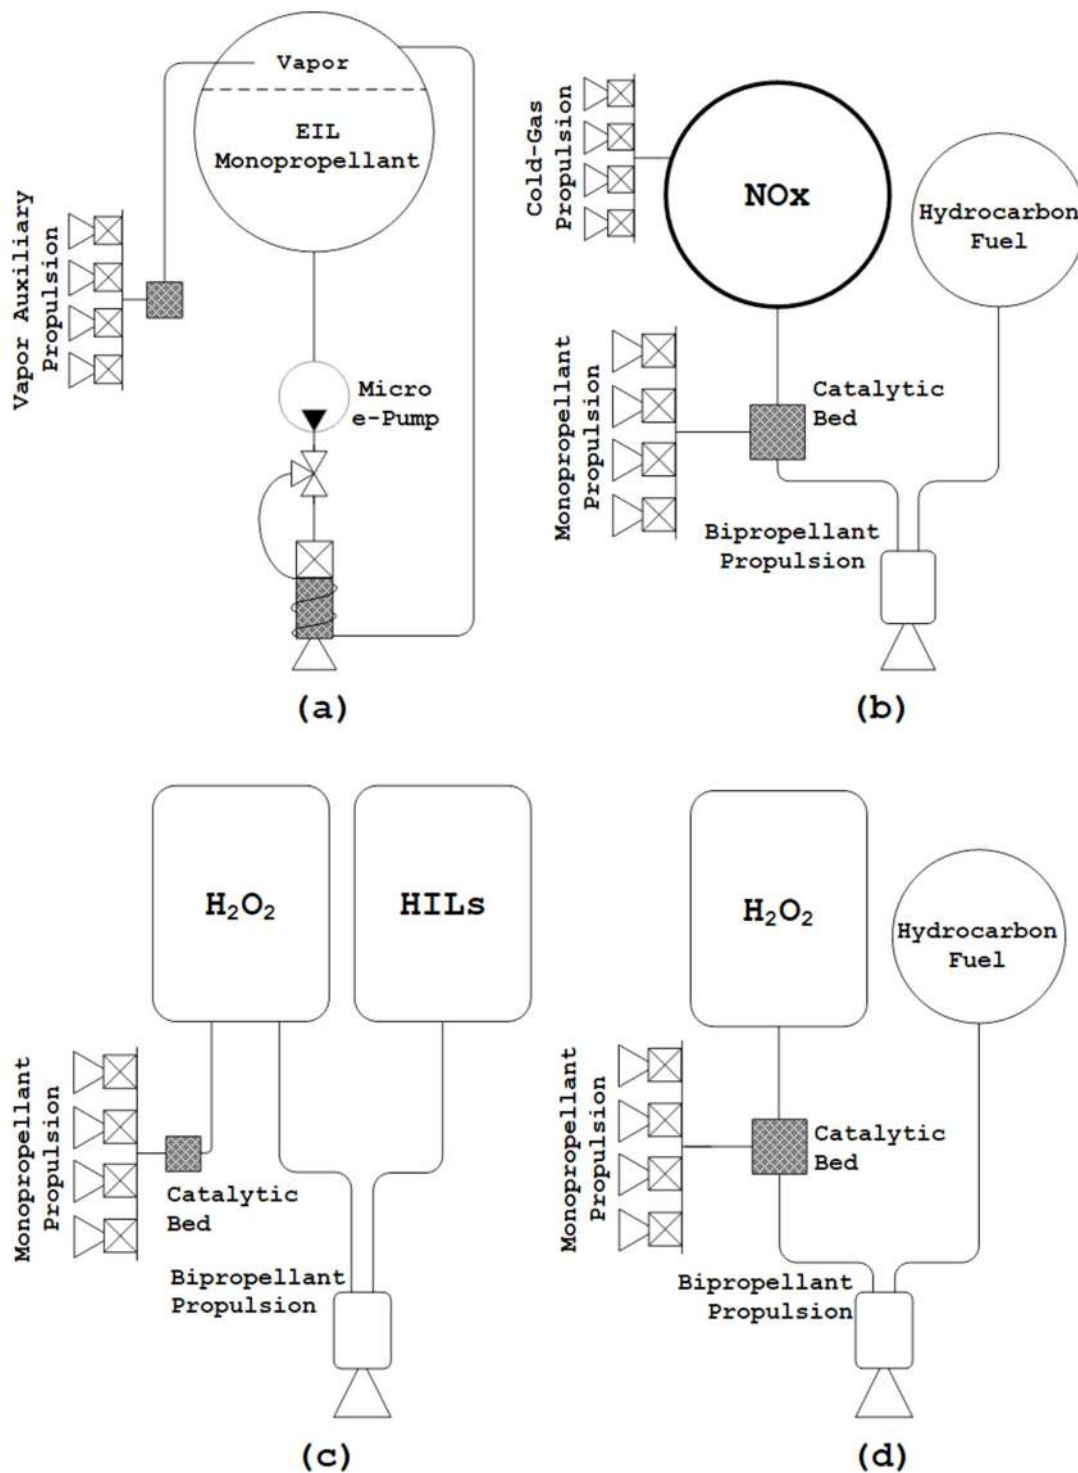 Vapor
EIL
Monopropellant
Vapor Auxiliary
Propulsion
Micro
e-Pump
(a)
Cold-Gas
Propulsion
NOx
Hydrocarbon
Fuel
Monopropellant
Propulsion
Catalytic
Bed
Bipropellant
Propulsion
(b)
H₂O₂
HILs
Monopropellant
Propulsion
Catalytic
Bed
Bipropellant
Propulsion
(c)
H₂O₂
Hydrocarbon
Fuel
Monopropellant
Propulsion
Catalytic
Bed
Bipropellant
Propulsion
(d)